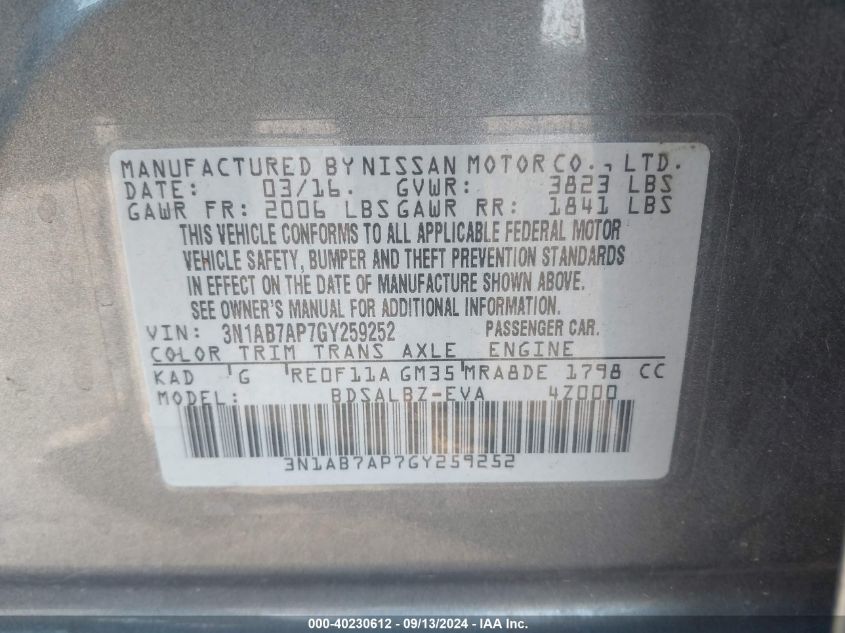 MANUFACTURED BY NISSAN MOTOR CO., LTD.
DATE: 03/16. GVWR: 3823 LBS
GAWR FR: 2006 LBS GAWR RR: 1841 LBS
THIS VEHICLE CONFORMS TO ALL APPLICABLE FEDERAL MOTOR
VEHICLE SAFETY, BUMPER AND THEFT PREVENTION STANDARDS
IN EFFECT ON THE DATE OF MANUFACTURE SHOWN ABOVE.
SEE OWNER'S MANUAL FOR ADDITIONAL INFORMATION.
VIN: 3N1AB7AP7GY259252 PASSENGER CAR.
COLOR TRIM TRANS AXLE ENGINE
KAD G RE0F11A GM35 MRA8DE 1798 CC
MODEL: BDSALBZ-EVA 4Z000
3N1AB7AP7GY259252
000-40230612 - 09/13/2024 - IAA Inc.